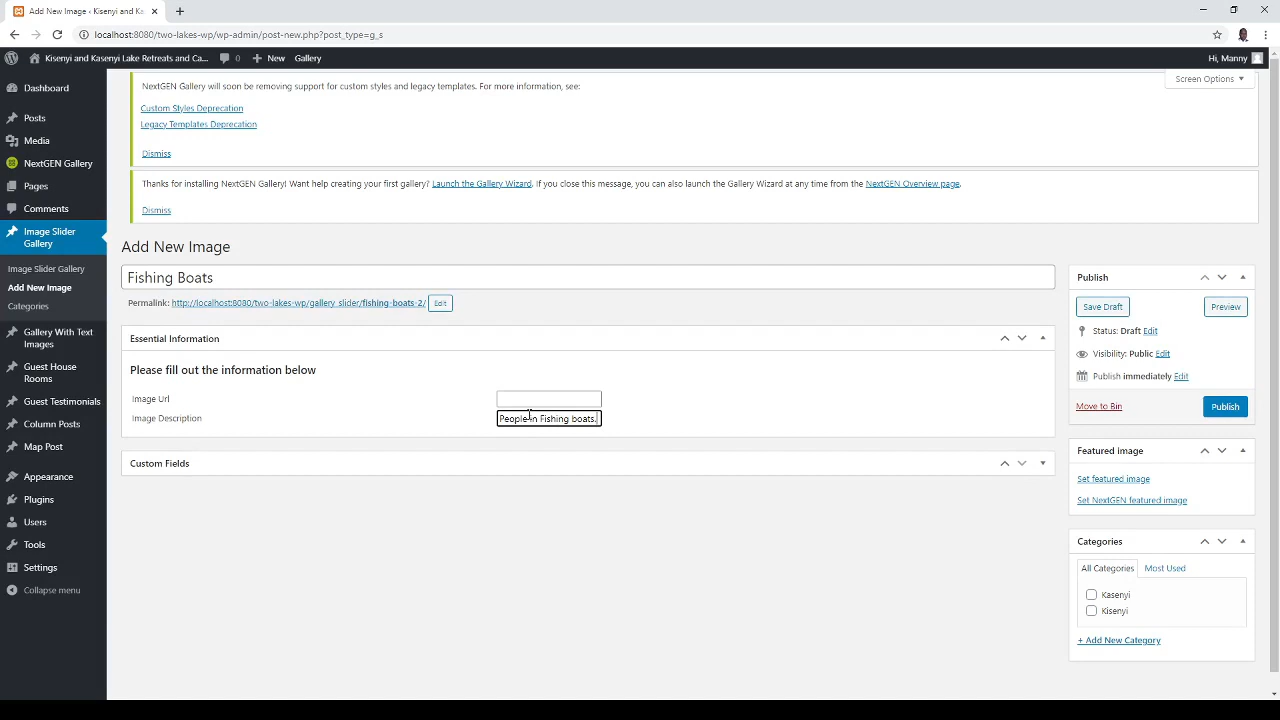 Add New Image ‹ Kisenyi and Ka
localhost:8080/two-lakes-wp/wp-admin/post-new.php?post_type=g_s
Kisenyi and Kasenyi Lake Retreats and Ca...
0
New
Gallery
Hi, Manny
Dashboard
Posts
Media
NextGEN Gallery
Pages
Comments
Image Slider
Gallery
Image Slider Gallery
Add New Image
Categories
Gallery With Text
Images
Guest House
Rooms
Guest Testimonials
Column Posts
Map Post
Appearance
Plugins
Users
Tools
Settings
Collapse menu
Screen Options
NextGEN Gallery will soon be removing support for custom styles and legacy templates. For more information, see:
Custom Styles Deprecation
Legacy Templates Deprecation
Dismiss
Thanks for installing NextGEN Gallery! Want help creating your first gallery? Launch the Gallery Wizard. If you close this message, you can also launch the Gallery Wizard at any time from the NextGEN Overview page.
Dismiss
Add New Image
Fishing Boats
Permalink: http://localhost:8080/two-lakes-wp/gallery_slider/fishing-boats-2/ Edit
Essential Information
Please fill out the information below
Image Url
Image Description
People in Fishing boats.
Custom Fields
Publish
Save Draft
Preview
Status: Draft Edit
Visibility: Public Edit
Publish immediately Edit
Move to Bin
Publish
Featured image
Set featured image
Set NextGEN featured image
Categories
All Categories
Most Used
Kasenyi
Kisenyi
+ Add New Category